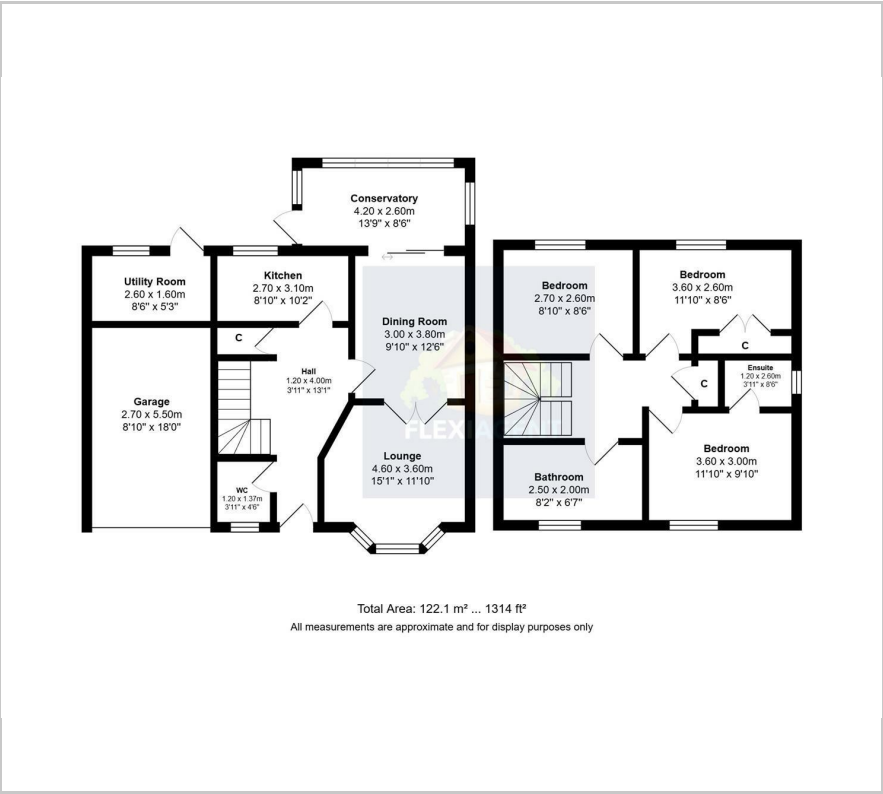 Conservatory
4.20 x 2.60m
13'9" x 8'6"
Utility Room
2.60 x 1.60m
8'6" x 5'3"
Kitchen
2.70 x 3.10m
8'10" x 10'2"
C
Hall
1.20 x 4.00m
3'11" x 13'1"
Dining Room
3.00 x 3.80m
9'10" x 12'6"
Garage
2.70 x 5.50m
8'10" x 18'0"
Lounge
4.60 x 3.60m
15'1" x 11'10"
WC
1.20 x 1.37m
3'11" x 4'6"
Bedroom
2.70 x 2.60m
8'10" x 8'6"
Bedroom
3.60 x 2.60m
11'10" x 8'6"
C
C
Ensuite
1.20 x 2.60m
3'11" x 8'6"
Bedroom
3.60 x 3.00m
11'10" x 9'10"
Bathroom
2.50 x 2.00m
8'2" x 6'7"
FLEXIAGENT
Total Area: 122.1 m² ... 1314 ft²
All measurements are approximate and for display purposes only